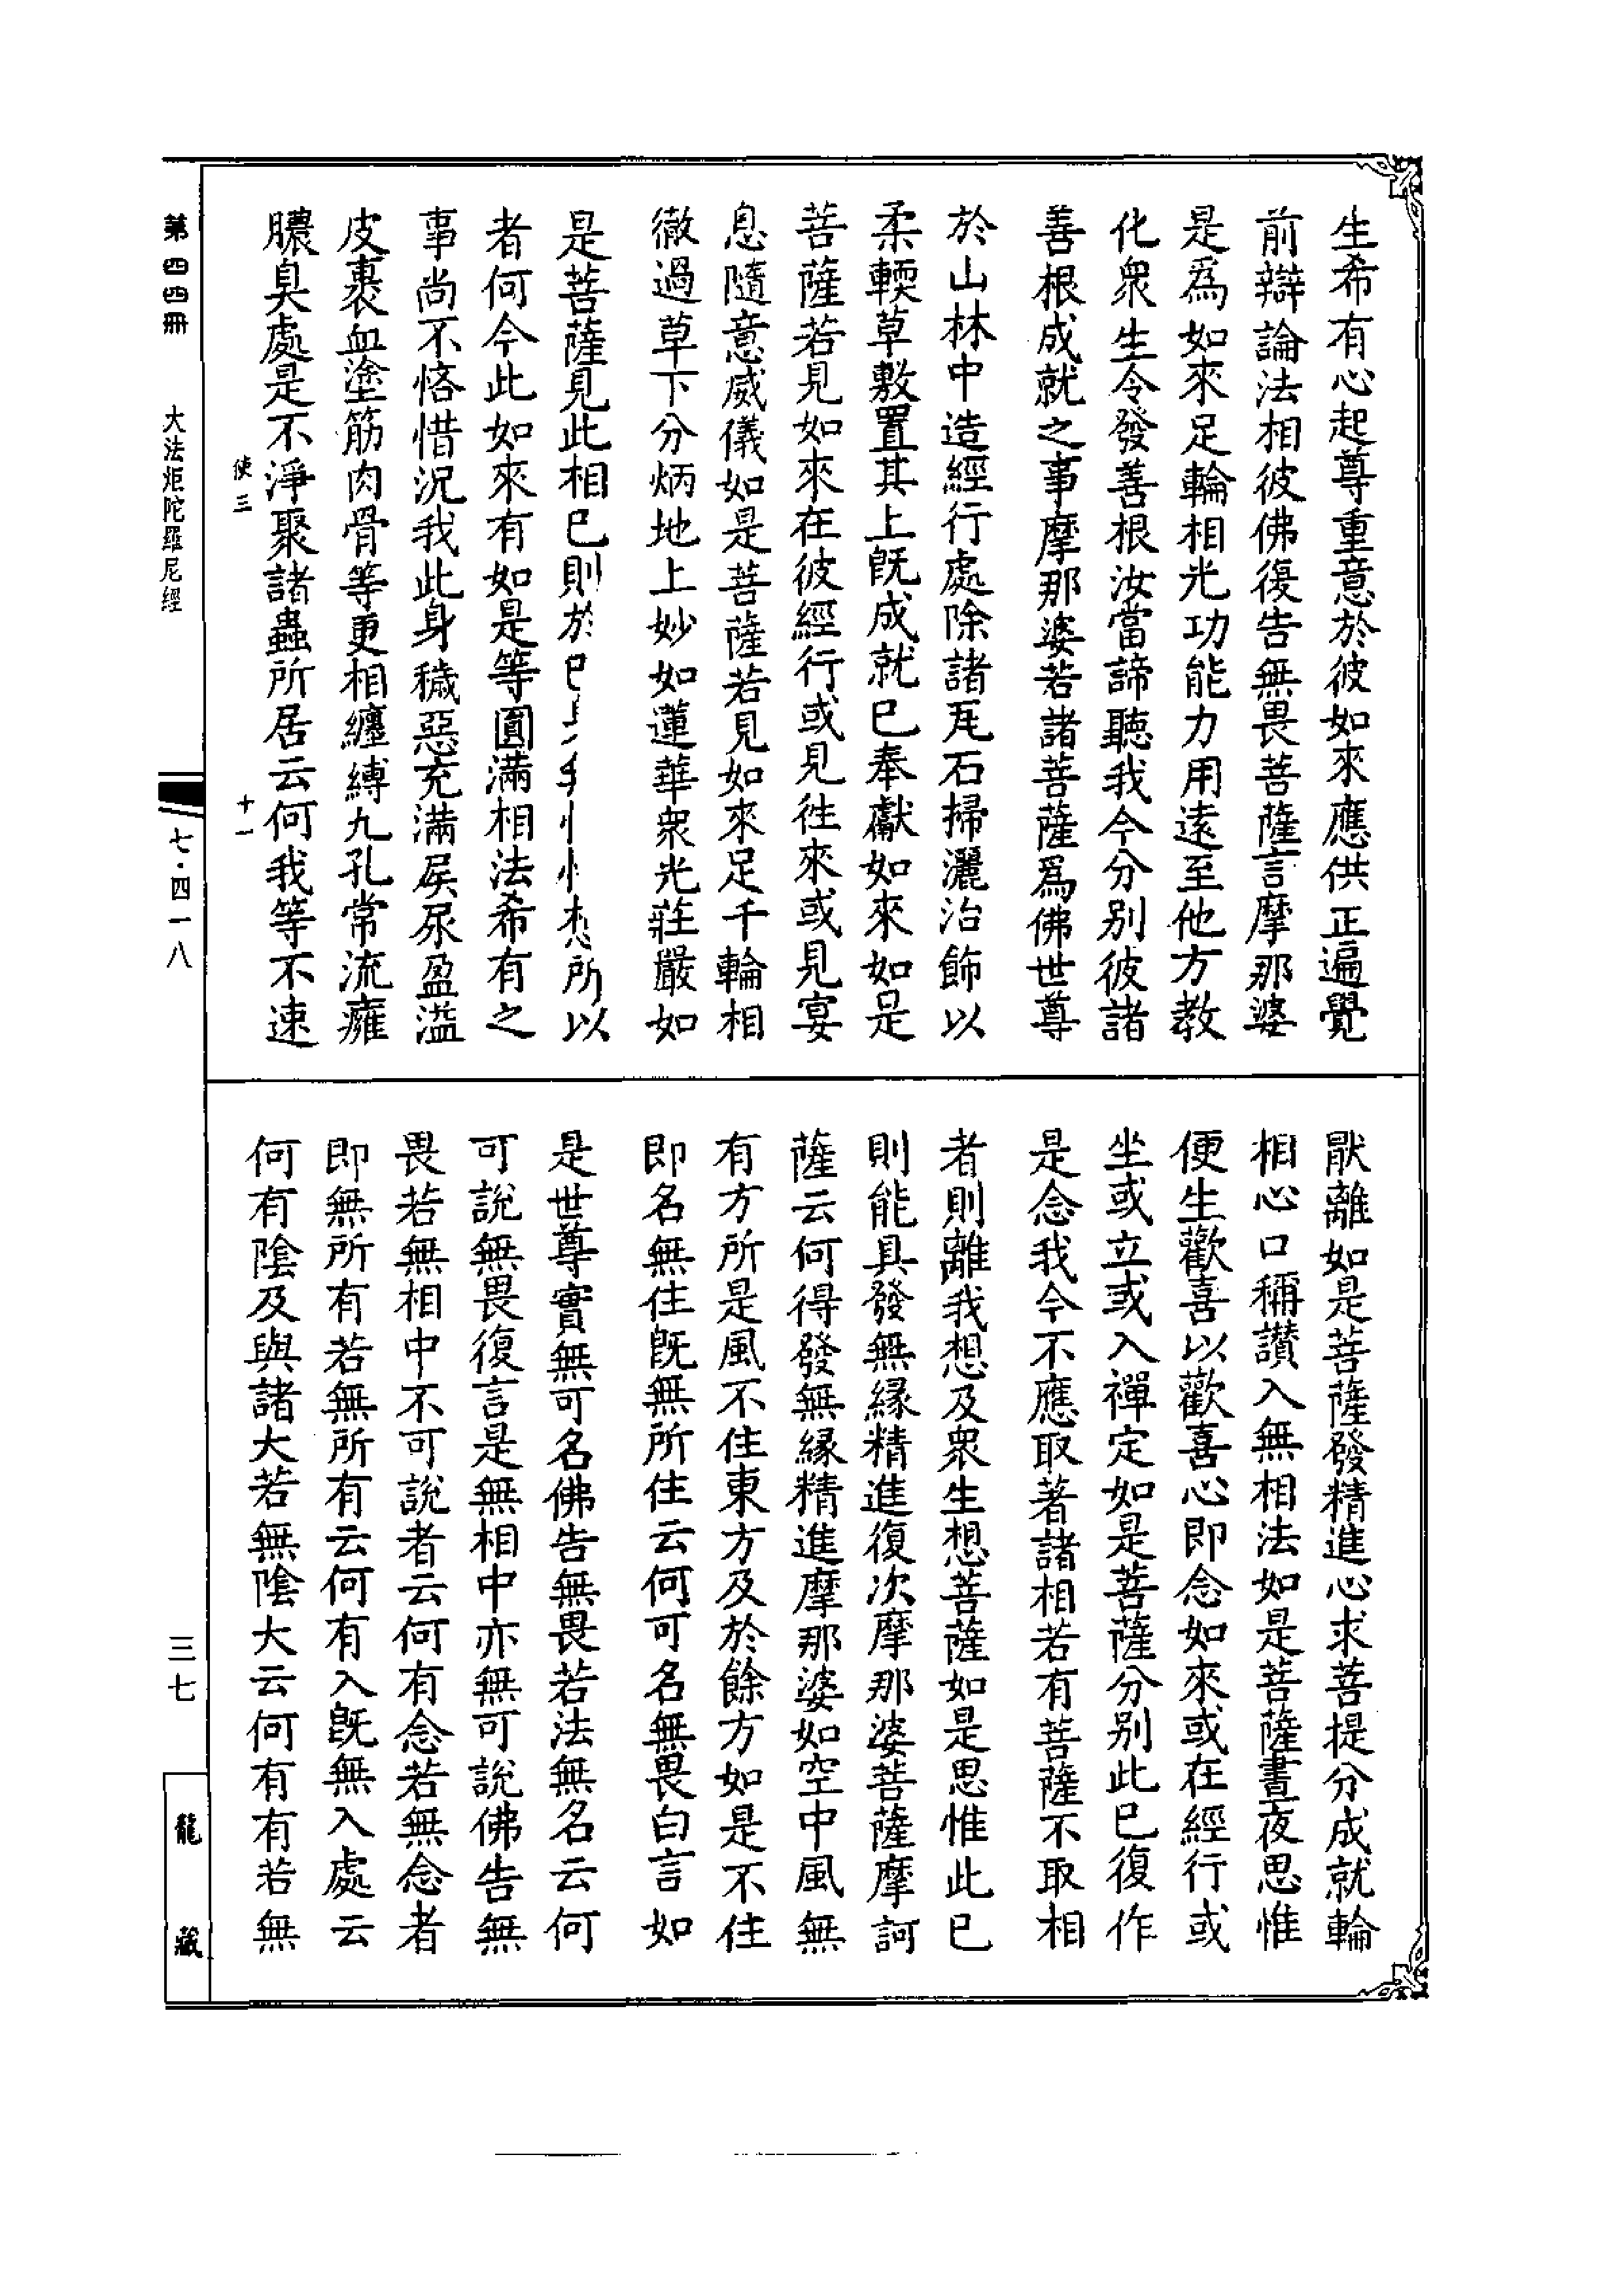 生希有心起尊重意於彼如來應供正遍覺
前辯論法相彼佛復告無畏菩薩言摩那婆
是爲如來足輪相光功能力用遠至他方教
化衆生令發善根汝當諦聽我今分別彼諸
善根成就之事摩那婆若諸菩薩爲佛世尊
於山林中造經行處除諸瓦石掃灑治飾以
柔輭草敷置其上旣成就已奉獻如來如是
菩薩若見如來在彼經行或見徃來或見宴
息隨意威儀如是菩薩若見如來足千輪相
徹過草下分炳地上妙如蓮華衆光莊嚴如
是菩薩見此相已則於想所以
者何今此如來有如是等圓滿相法希有之
事尚不悋惜況我此身穢惡充滿屎尿盈溢
皮裹血塗筋肉骨等更相纏縛九孔常流癰
膿臭處是不淨聚諸蟲所居云何我等不速
厭離如是菩薩發精進心求菩提分成就輪
相心口稱讃入無相法如是菩薩晝夜思惟
便生歡喜以歡喜心即念如來或在經行或
坐或立或入禪定如是菩薩分別此已復作
是念我今不應取著諸相若有菩薩不取相
者則離我想及衆生想菩薩如是思惟此已
則能具發無緣精進復次摩那婆菩薩摩訶
薩云何得發無緣精進摩那婆如空中風無
有方所是風不住東方及於餘方如是不住
即名無住旣無所住云何可名無畏白言如
是世尊實無可名佛告無畏若法無名云何
可說無畏復言是無相中亦無可說佛告無
畏若無相中不可說者云何有念若無念者
即無所有若無所有云何有入旣無入處云
何有陰及與諸大若無陰大云何有有若無
使三
十一
第四四冊
大法炬陀羅尼經
七·四一八
三七
龍藏